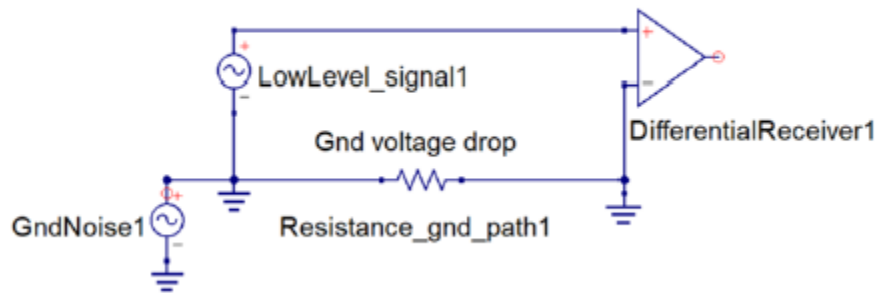 LowLevel_signal1
DifferentialReceiver1
Gnd voltage drop
GndNoise1
Resistance_gnd_path1